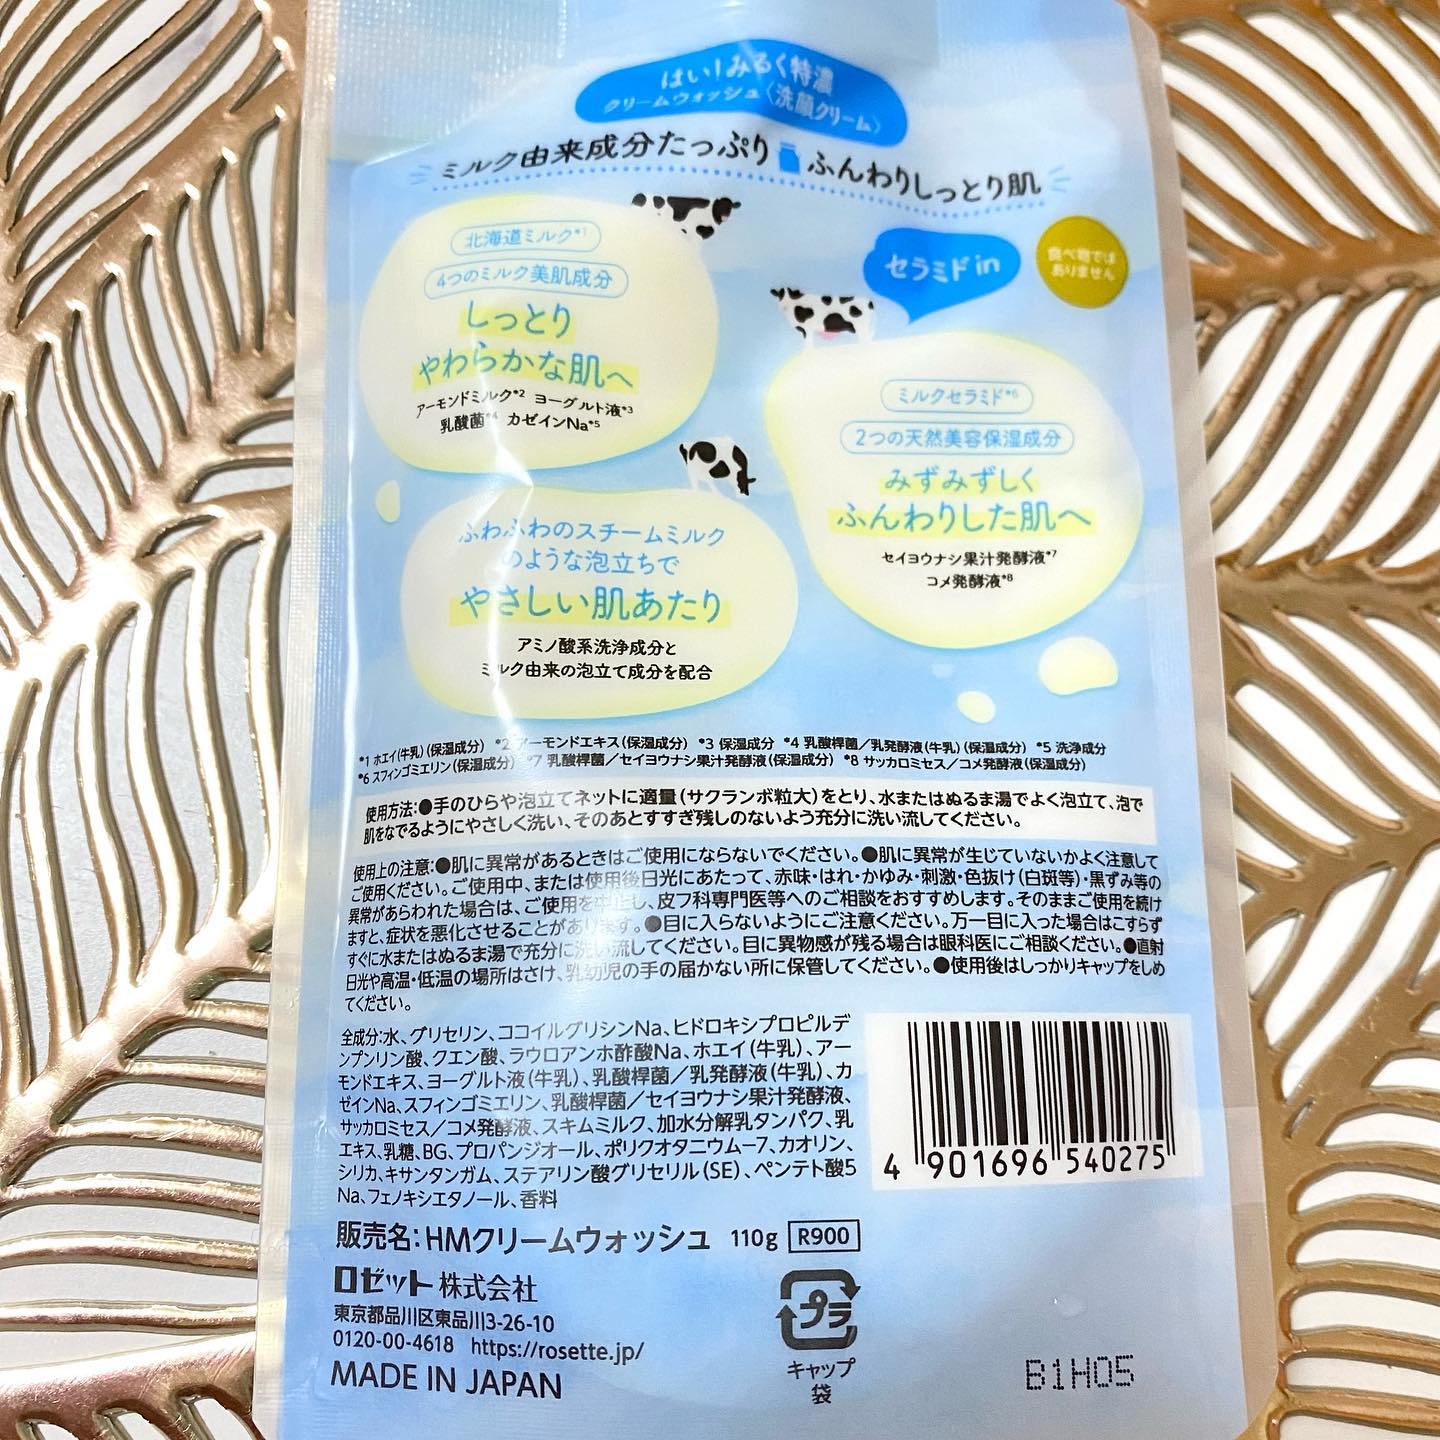 はい！みるく特濃
クリームウォッシュ〈洗顔クリーム〉
ミルク由来成分たっぷり ふんわりしっとり肌
北海道ミルク*1
4つのミルク美肌成分
しっとり
やわらかな肌へ
アーモンドミルク*2 ヨーグルト液*3
乳酸菌*4 カゼインNa*5
セラミドin
食べ物では
ありません
ミルクセラミド*6
2つの天然美容保湿成分
みずみずしく
ふんわりした肌へ
セイヨウナシ果汁発酵液*7
コメ発酵液*8
ふわふわのスチームミルク
のような泡立ちで
やさしい肌あたり
アミノ酸系洗浄成分と
ミルク由来の泡立て成分を配合
*1 ホエイ(牛乳)(保湿成分) *2 アーモンドエキス(保湿成分) *3 保湿成分 *4 乳酸桿菌／乳発酵液(牛乳)(保湿成分) *5 洗浄成分
*6 スフィンゴミエリン(保湿成分) *7 乳酸桿菌／セイヨウナシ果汁発酵液(保湿成分) *8 サッカロミセス／コメ発酵液(保湿成分)
使用方法:●手のひらや泡立てネットに適量(サクランボ粒大)をとり、水またはぬるま湯でよく泡立て、泡で
肌をなでるようにやさしく洗い、そのあとすすぎ残しのないよう充分に洗い流してください。
使用上の注意:●肌に異常があるときはご使用にならないでください。●肌に異常が生じていないかよく注意して
ご使用ください。ご使用中、または使用後日光にあたって、赤味・はれ・かゆみ・刺激・色抜け(白斑等)・黒ずみ等の
異常があらわれた場合は、ご使用を中止し、皮フ科専門医等へのご相談をおすすめします。そのままご使用を続け
ますと、症状を悪化させることがあります。●目に入らないようにご注意ください。万一目に入った場合はこすらず
すぐに水またはぬるま湯で充分に洗い流してください。目に異物感が残る場合は眼科医にご相談ください。●直射
日光や高温・低温の場所はさけ、乳幼児の手の届かない所に保管してください。●使用後はしっかりキャップをしめ
てください。
全成分:水、グリセリン、ココイルグリシンNa、ヒドロキシプロピルデ
ンプンリン酸、クエン酸、ラウロアンホ酢酸Na、ホエイ(牛乳)、アー
モンドエキス、ヨーグルト液(牛乳)、乳酸桿菌／乳発酵液(牛乳)、カ
ゼインNa、スフィンゴミエリン、乳酸桿菌／セイヨウナシ果汁発酵液、
サッカロミセス／コメ発酵液、スキムミルク、加水分解乳タンパク、乳
エキス、乳糖、BG、プロパンジオール、ポリクオタニウムー7、カオリン、
シリカ、キサンタンガム、ステアリン酸グリセリル(SE)、ペンテト酸5
Na、フェノキシエタノール、香料
4 901696 540275
販売名:HMクリームウォッシュ 110g R900
ロゼット株式会社
東京都品川区東品川3-26-10
0120-00-4618 https://rosette.jp/
MADE IN JAPAN
プラ
キャップ
袋
B1H05